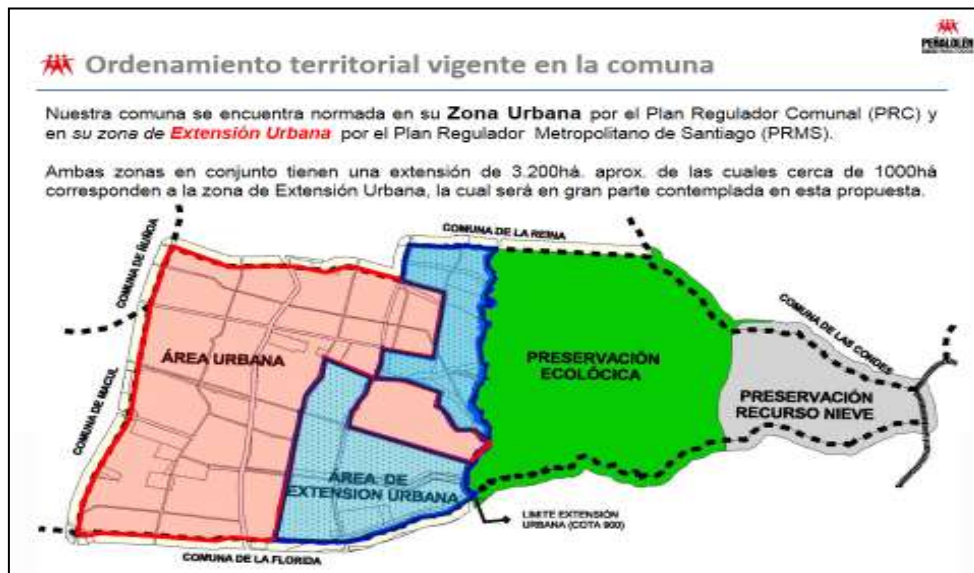 PEÑALOLEN
Ordenamiento territorial vigente en la comuna
Nuestra comuna se encuentra normada en su Zona Urbana por el Plan Regulador Comunal (PRC) y
en su zona de Extensión Urbana por el Plan Regulador Metropolitano de Santiago (PRMS).
Ambas zonas en conjunto tienen una extensión de 3.200há. aprox. de las cuales cerca de 1000há
corresponden a la zona de Extensión Urbana, la cual será en gran parte contemplada en esta propuesta.
COMUNA DE ÑUÑOA
COMUNA DE LA REINA
COMUNA DE LAS CONDES
ÁREA URBANA
PRESERVACIÓN
ECOLÓCICA
PRESERVACIÓN
RECURSO NIEVE
COMUNA DE MACUL
ÁREA DE
EXTENSION URBANA
LIMITE EXTENSIÓN
URBANA (COTA 900)
COMUNA DE LA FLORIDA